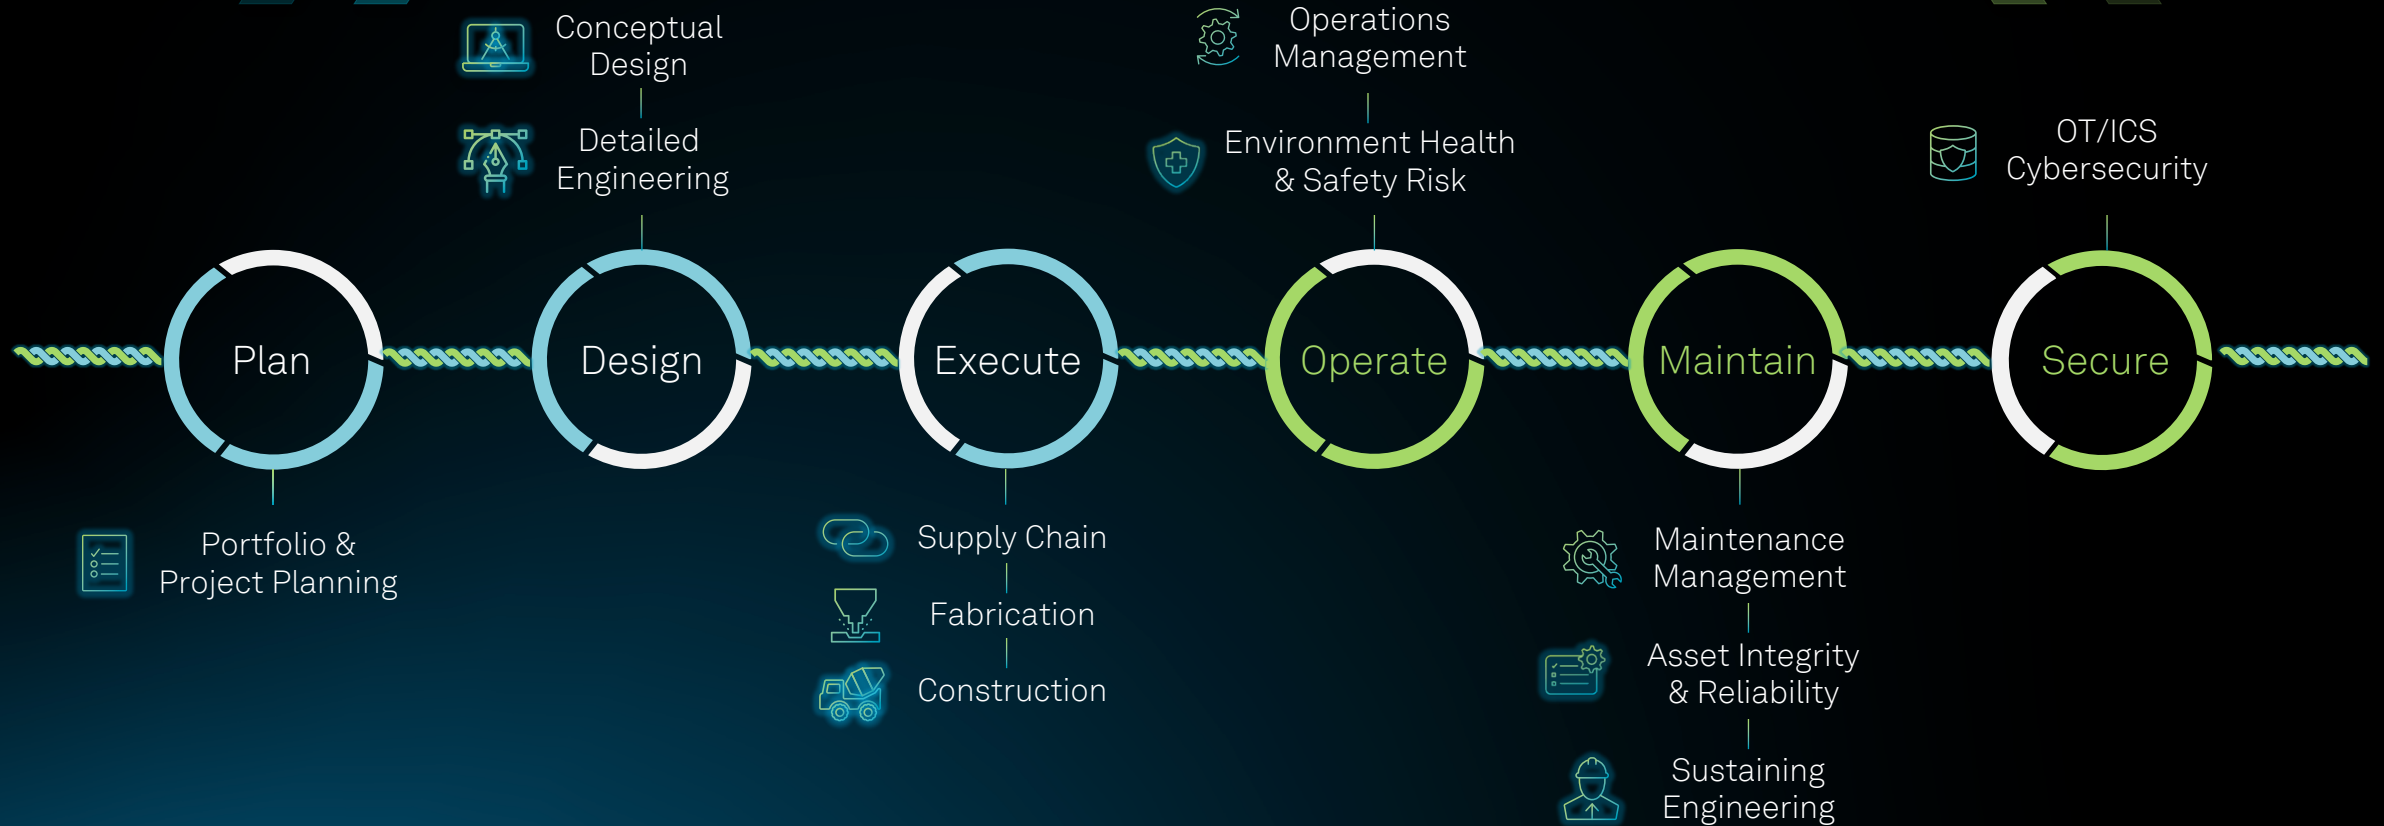 Conceptual
Design
Detailed
Engineering
Operations
Management
Environment Health
& Safety Risk
OT/ICS
Cybersecurity
Plan
Design
Execute
Operate
Maintain
Secure
Portfolio &
Project Planning
Supply Chain
Fabrication
Construction
Maintenance
Management
Asset Integrity
& Reliability
Sustaining
Engineering